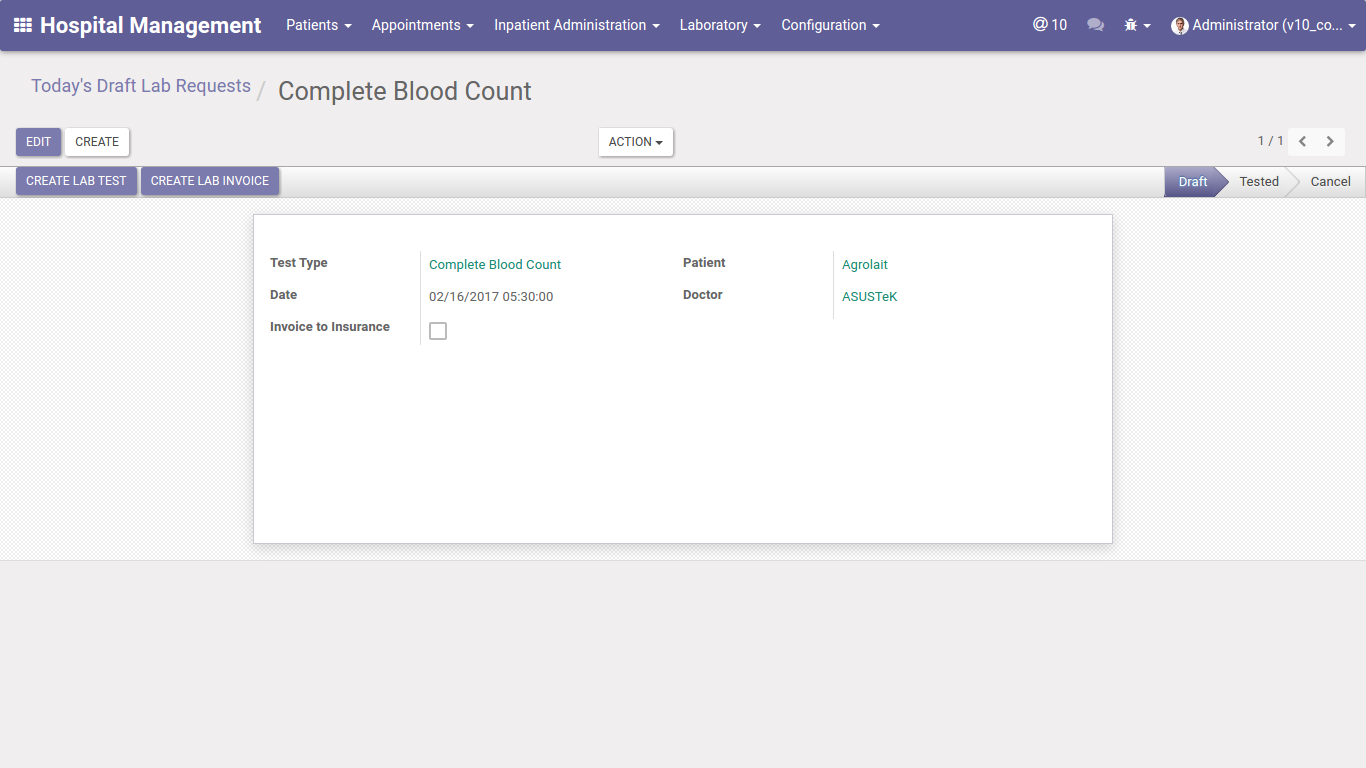 Hospital Management Patients Appointments Inpatient Administration Laboratory Configuration @ 10 Administrator (v10_co...
Today's Draft Lab Requests / Complete Blood Count
EDIT CREATE ACTION 1 / 1
CREATE LAB TEST CREATE LAB INVOICE Draft Tested Cancel
Test Type Complete Blood Count Patient Agrolait
Date 02/16/2017 05:30:00 Doctor ASUSTeK
Invoice to Insurance